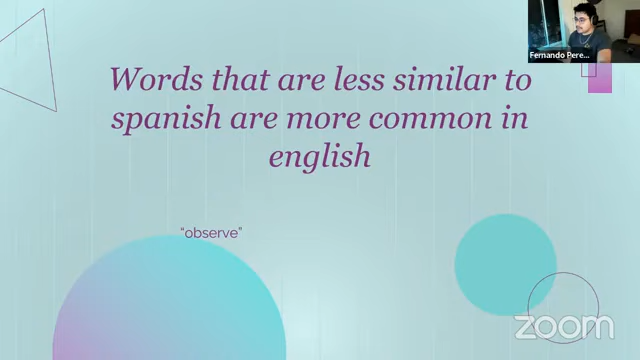 Fernando Pere...
Words that are less similar to
spanish are more common in
english
“observe”
zoom